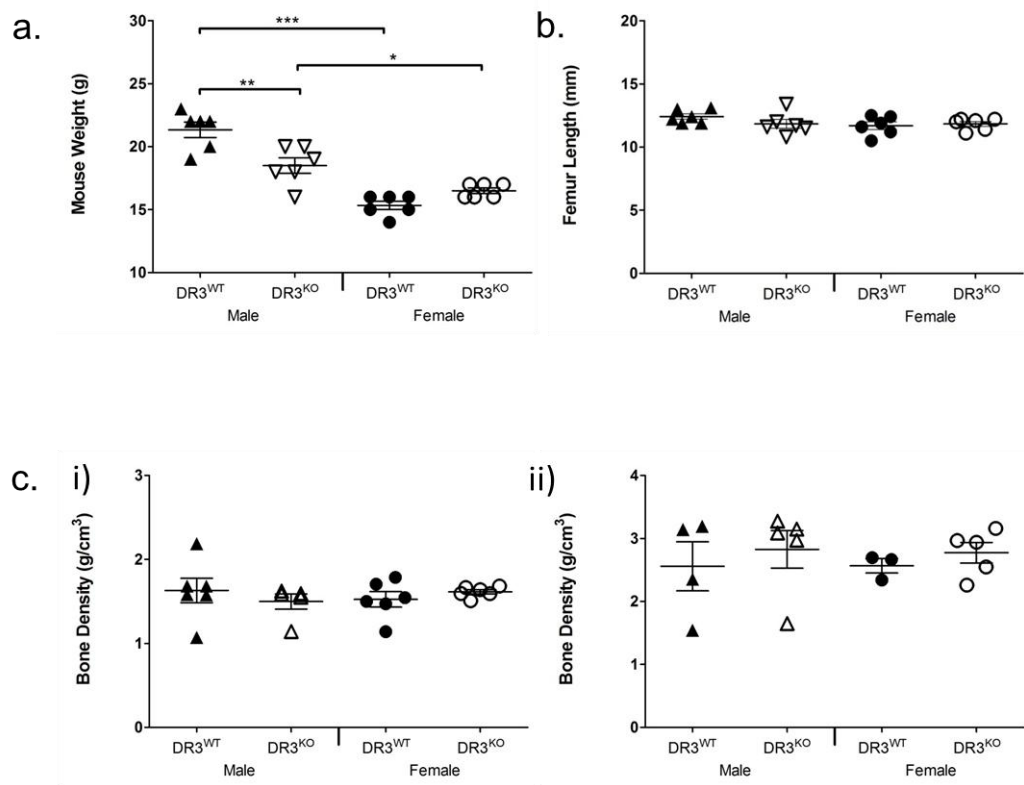 a.
Mouse Weight (g)
30
25
20
15
10
***
**
*
DR3ᵂᵀ DR3ᴷᴼ DR3ᵂᵀ DR3ᴷᴼ
Male Female
b.
Femur Length (mm)
20
15
10
5
0
DR3ᵂᵀ DR3ᴷᴼ DR3ᵂᵀ DR3ᴷᴼ
Male Female
c. i)
Bone Density (g/cm³)
3
2
1
0
DR3ᵂᵀ DR3ᴷᴼ DR3ᵂᵀ DR3ᴷᴼ
Male Female
ii)
Bone Density (g/cm³)
4
3
2
1
0
DR3ᵂᵀ DR3ᴷᴼ DR3ᵂᵀ DR3ᴷᴼ
Male Female